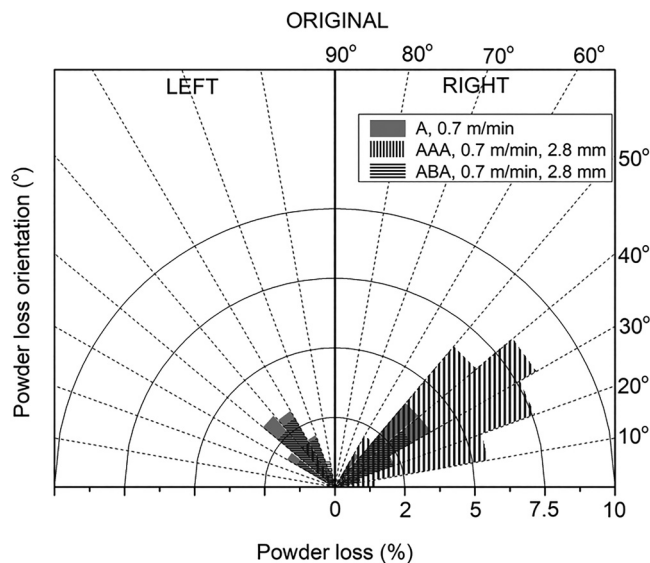 ORIGINAL
90° 80° 70° 60°
LEFT RIGHT
A, 0.7 m/min
AAA, 0.7 m/min, 2.8 mm
ABA, 0.7 m/min, 2.8 mm
50°
40°
30°
20°
10°
Powder loss orientation (°)
0 2 5 7.5 10
Powder loss (%)